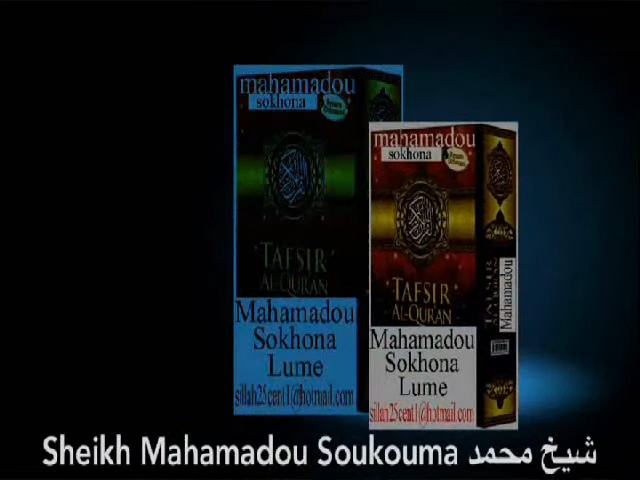 mahamadou
sokhona
TAFSIR
AL-QURAN
Mahamadou
Sokhona
Lume
sillah25cent1@hotmail.com
mahamadou
sokhona
TAFSIR
AL-QURAN
Mahamadou
Sokhona
Lume
sillah25cent1@hotmail.com
TAFSIR
Mahamadou
Sheikh Mahamadou Soukouma شيخ محمد